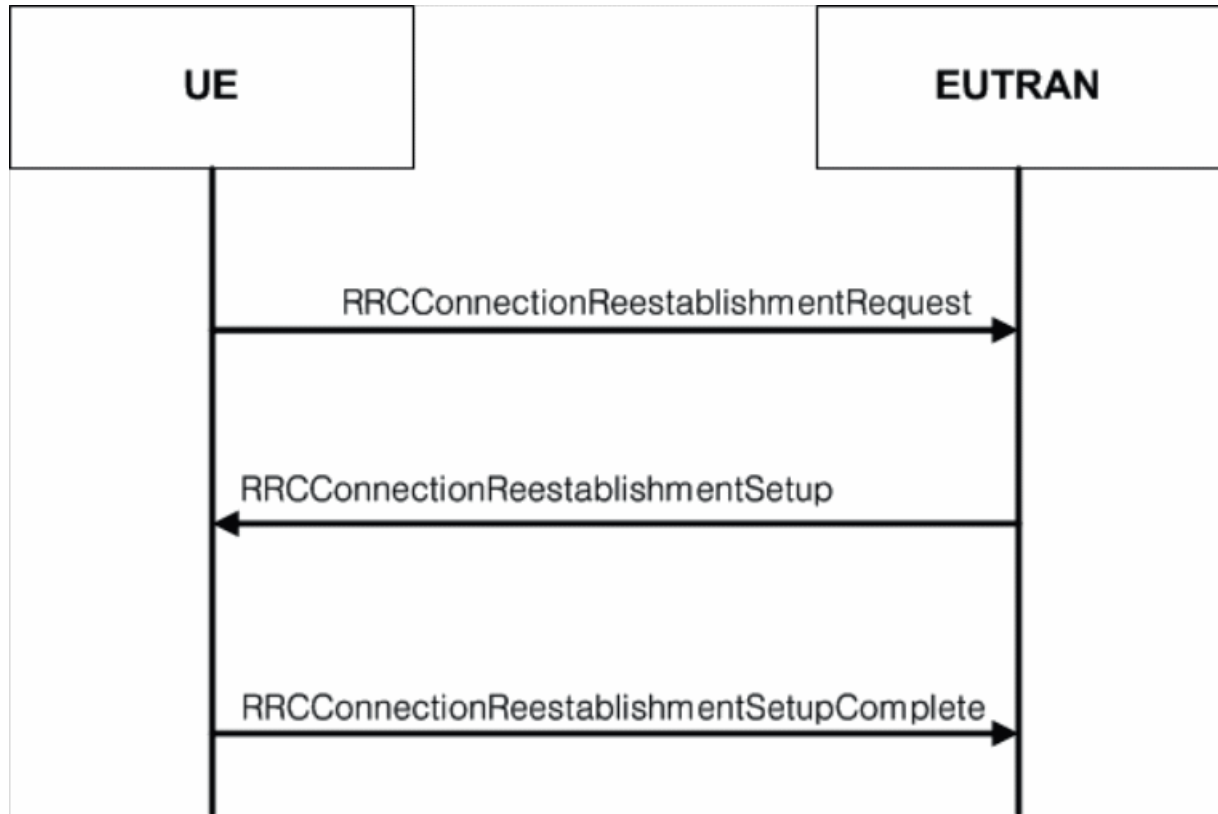 UE
EUTRAN
RRCConnectionReestablishmentRequest
RRCConnectionReestablishmentSetup
RRCConnectionReestablishmentSetupComplete